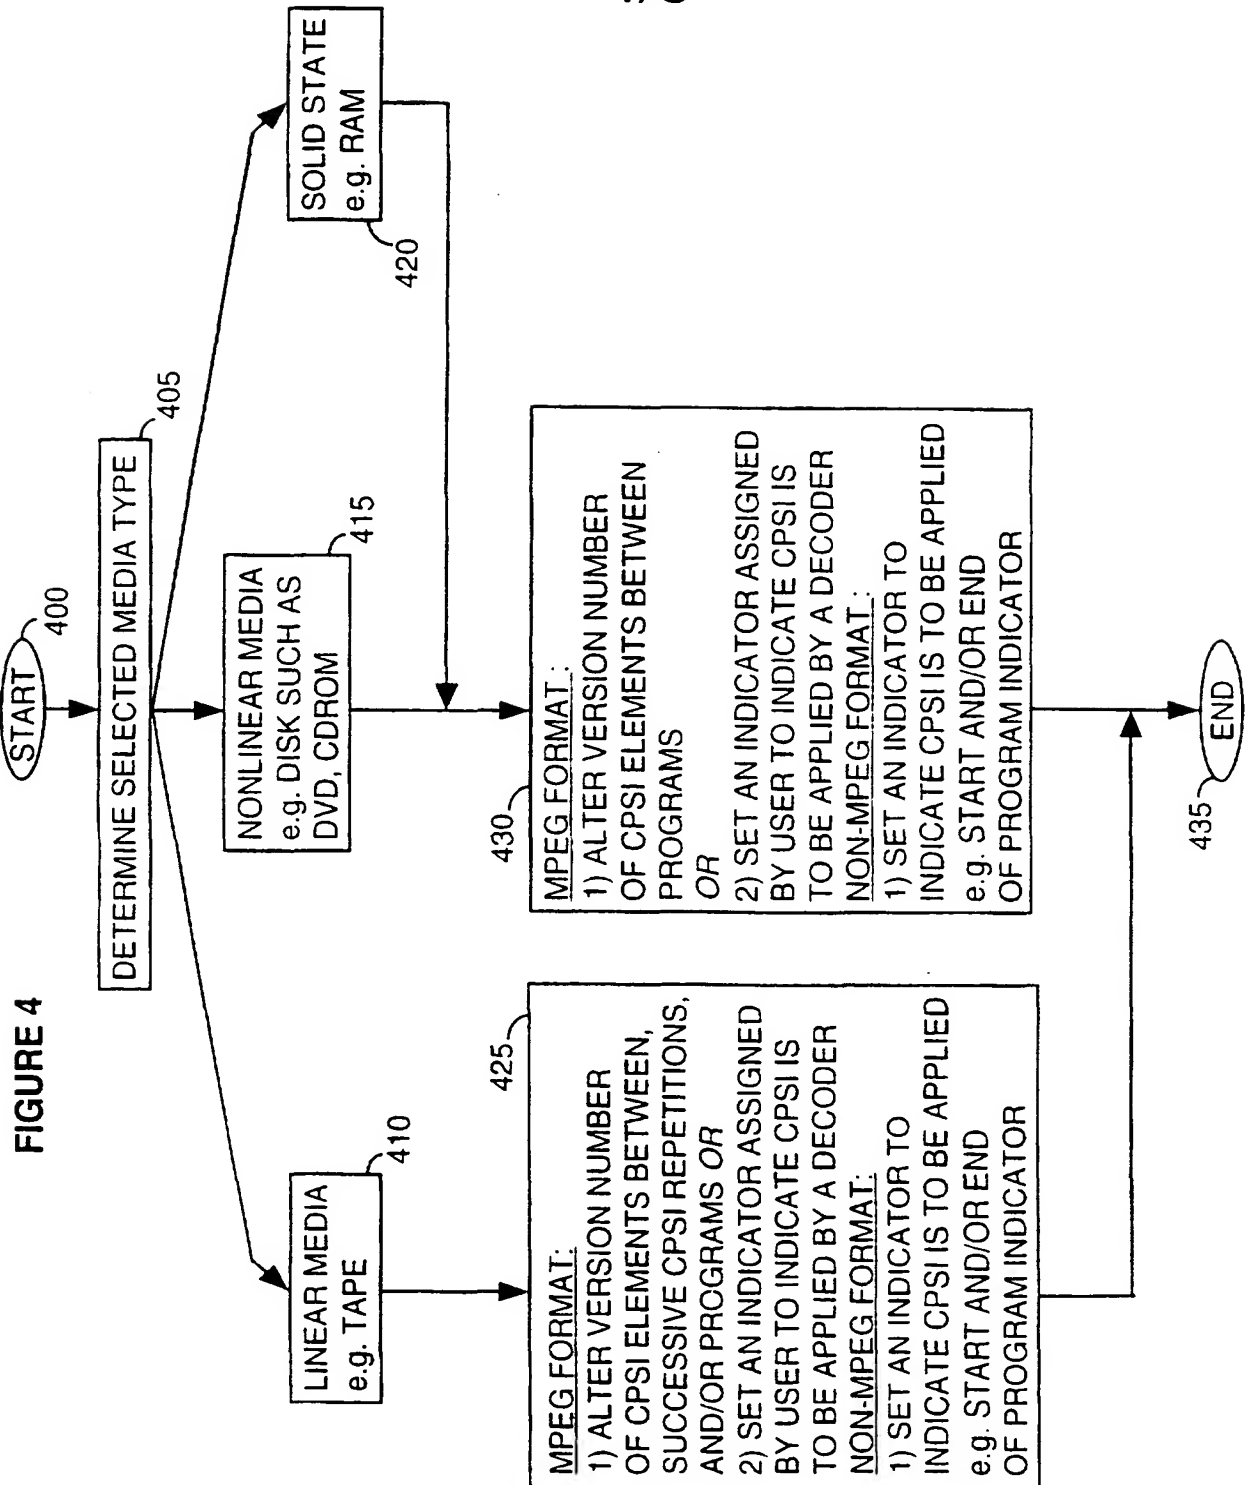 FIGURE 4
START
400
DETERMINE SELECTED MEDIA TYPE
405
LINEAR MEDIA
e.g. TAPE
410
NONLINEAR MEDIA
e.g. DISK SUCH AS
DVD, CDROM
415
SOLID STATE
e.g. RAM
420
425
MPEG FORMAT:
1) ALTER VERSION NUMBER
OF CPSI ELEMENTS BETWEEN,
SUCCESSIVE CPSI REPETITIONS,
AND/OR PROGRAMS OR
2) SET AN INDICATOR ASSIGNED
BY USER TO INDICATE CPSI IS
TO BE APPLIED BY A DECODER
NON-MPEG FORMAT:
1) SET AN INDICATOR TO
INDICATE CPSI IS TO BE APPLIED
e.g. START AND/OR END
OF PROGRAM INDICATOR
430
MPEG FORMAT:
1) ALTER VERSION NUMBER
OF CPSI ELEMENTS BETWEEN
PROGRAMS
OR
2) SET AN INDICATOR ASSIGNED
BY USER TO INDICATE CPSI IS
TO BE APPLIED BY A DECODER
NON-MPEG FORMAT:
1) SET AN INDICATOR TO
INDICATE CPSI IS TO BE APPLIED
e.g. START AND/OR END
OF PROGRAM INDICATOR
435
END